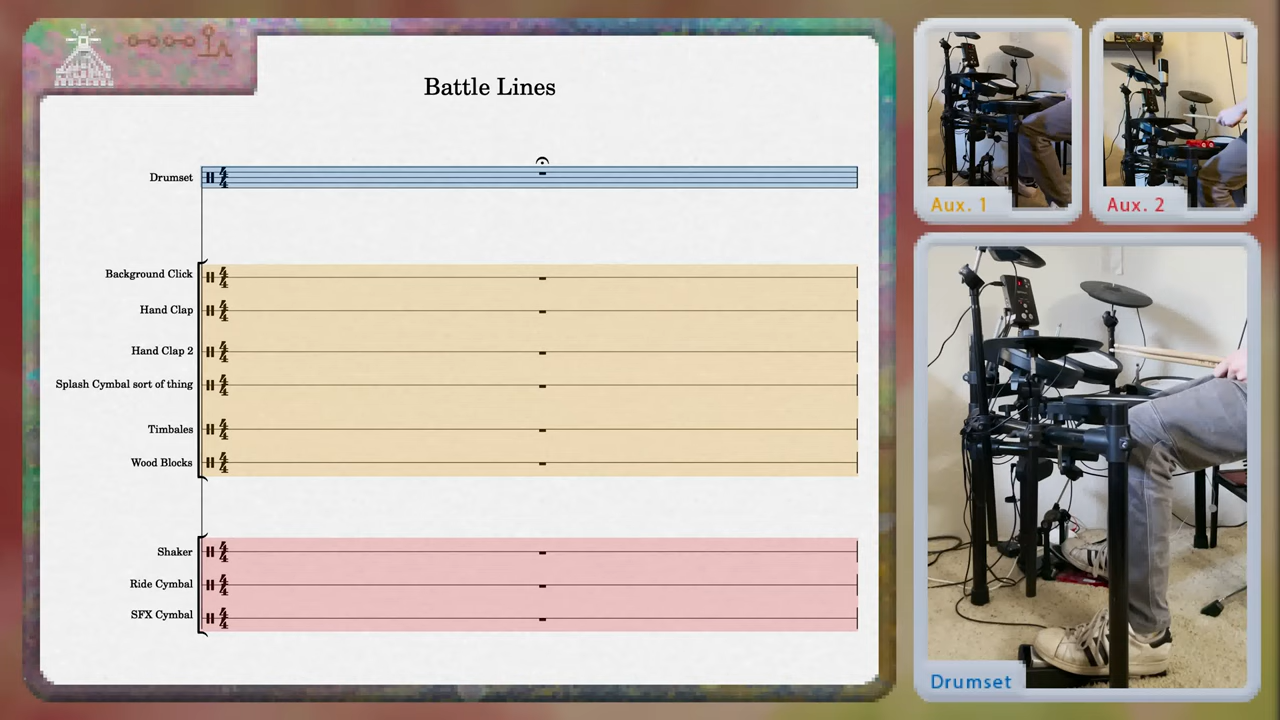 Battle Lines
Drumset
Background Click
Hand Clap
Hand Clap 2
Splash Cymbal sort of thing
Timbales
Wood Blocks
Shaker
Ride Cymbal
SFX Cymbal
Aux. 1
Aux. 2
Drumset